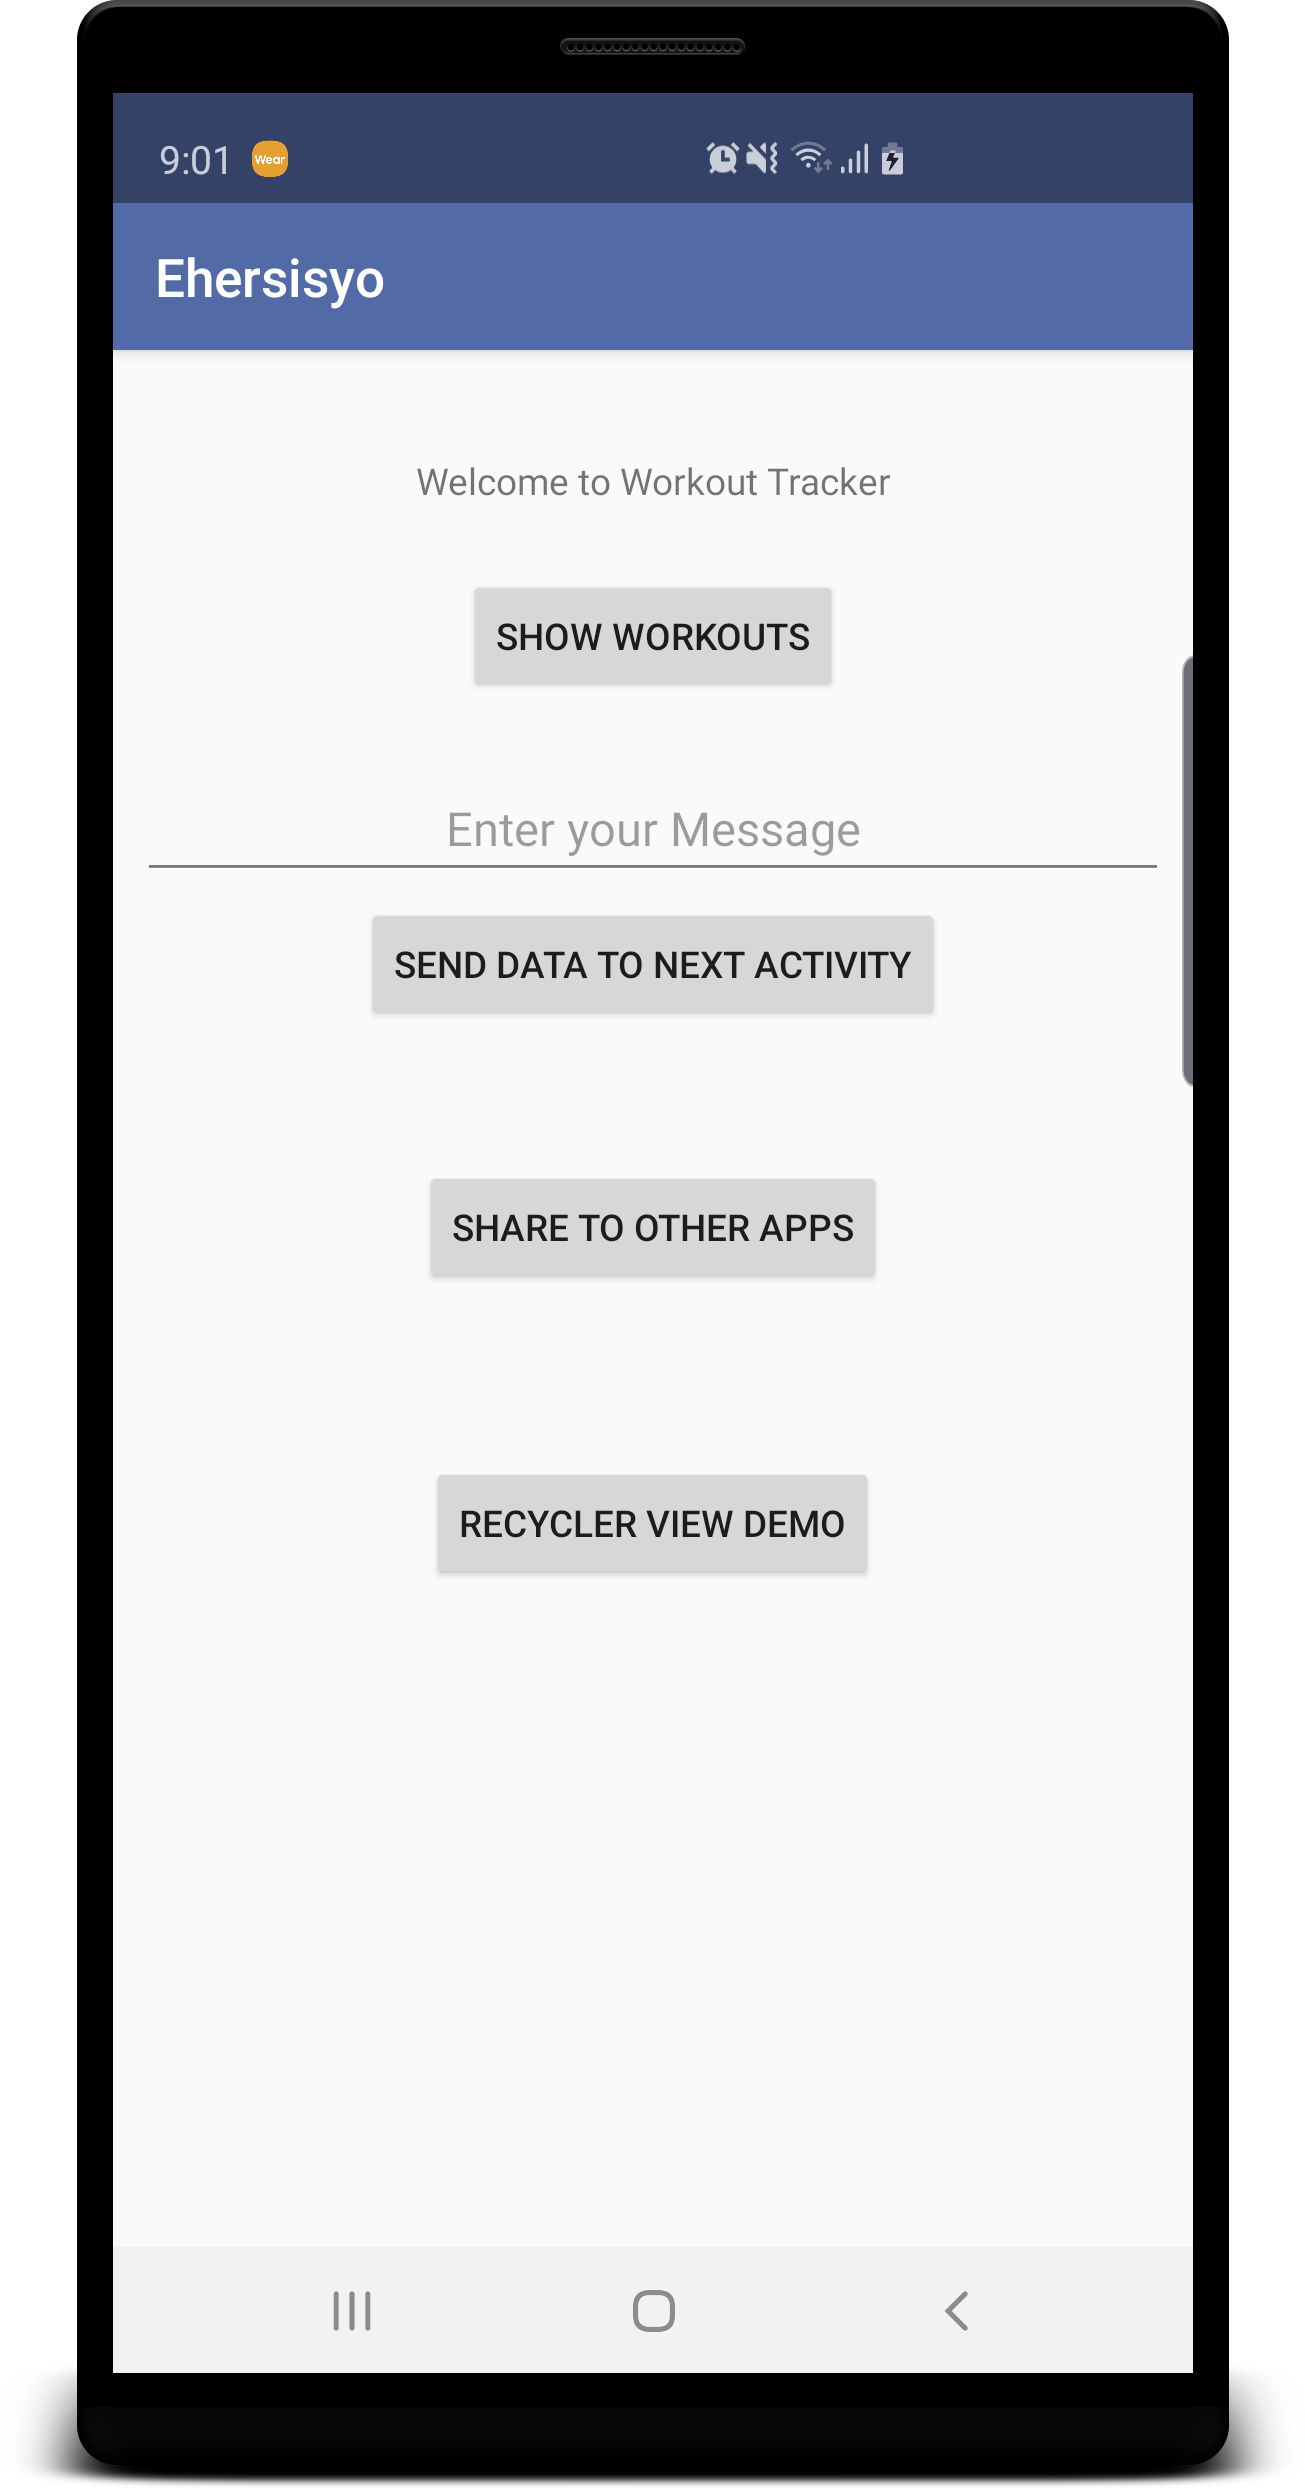 9:01 Wear
Ehersisyo
Welcome to Workout Tracker
SHOW WORKOUTS
Enter your Message
SEND DATA TO NEXT ACTIVITY
SHARE TO OTHER APPS
RECYCLER VIEW DEMO